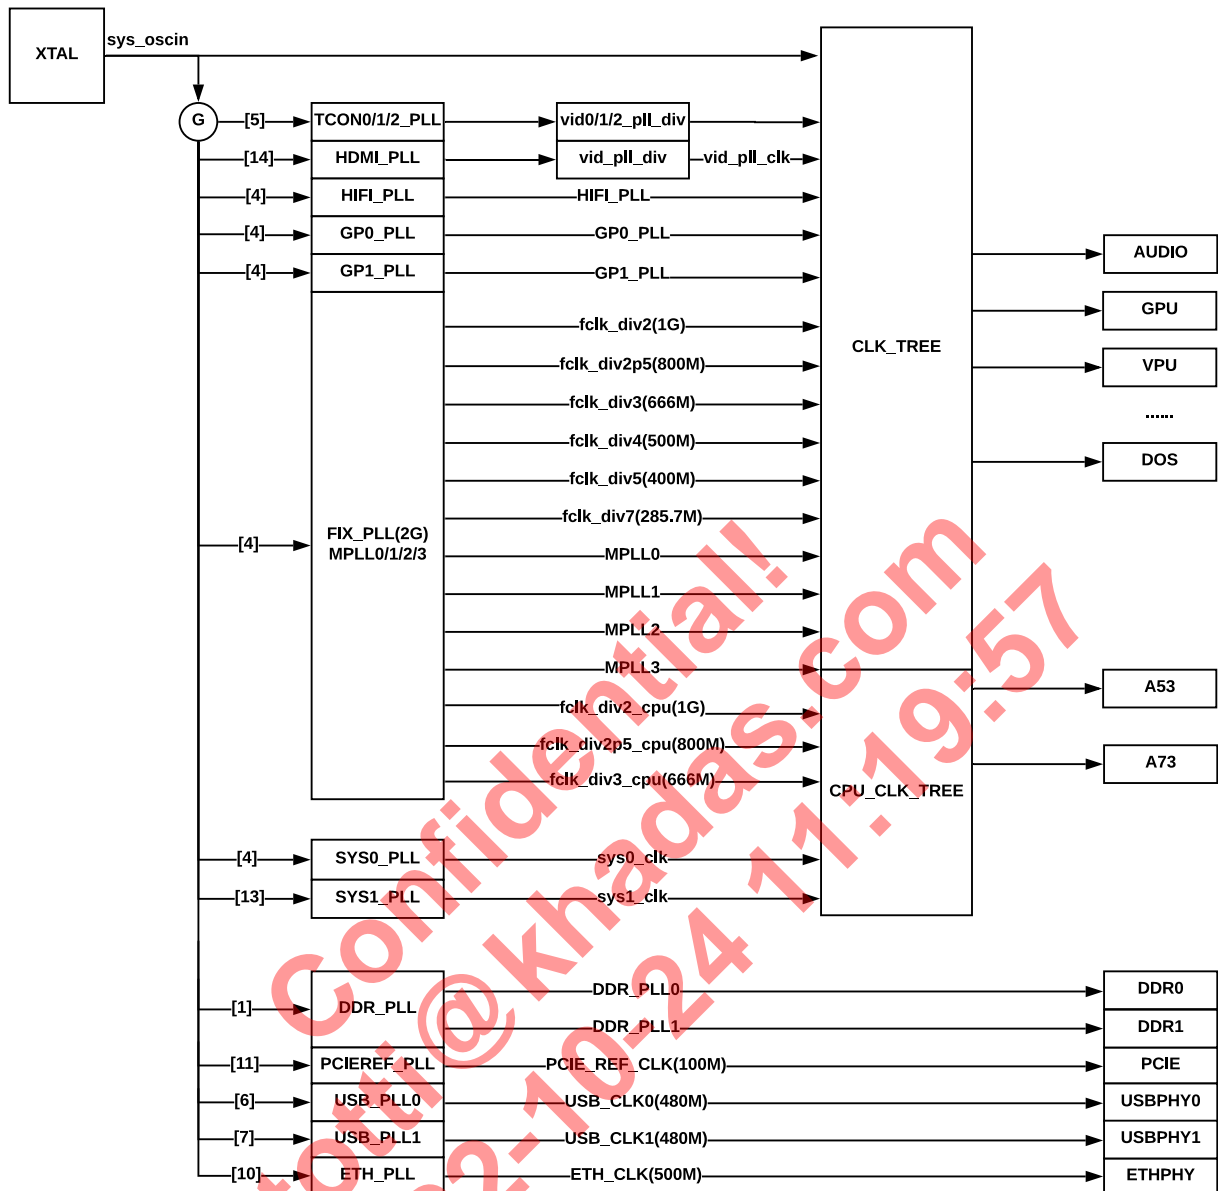 XTAL
sys_oscin
G
[5]
TCON0/1/2_PLL
vid0/1/2_pll_div
[14]
HDMI_PLL
vid_pll_div
vid_pll_clk
[4]
HIFI_PLL
HIFI_PLL
[4]
GP0_PLL
GP0_PLL
[4]
GP1_PLL
GP1_PLL
AUDIO
GPU
fclk_div2(1G)
CLK_TREE
fclk_div2p5(800M)
VPU
fclk_div3(666M)
......
fclk_div4(500M)
DOS
fclk_div5(400M)
fclk_div7(285.7M)
[4]
FIX_PLL(2G)
MPLL0/1/2/3
MPLL0
MPLL1
MPLL2
MPLL3
A53
fclk_div2_cpu(1G)
fclk_div2p5_cpu(800M)
A73
fclk_div3_cpu(666M)
CPU_CLK_TREE
[4]
SYS0_PLL
sys0_clk
[13]
SYS1_PLL
sys1_clk
[1]
DDR_PLL
DDR_PLL0
DDR0
DDR_PLL1
DDR1
[11]
PCIEREF_PLL
PCIE_REF_CLK(100M)
PCIE
[6]
USB_PLL0
USB_CLK0(480M)
USBPHY0
[7]
USB_PLL1
USB_CLK1(480M)
USBPHY1
[10]
ETH_PLL
ETH_CLK(500M)
ETHPHY
Confidential!
@khadas.com
-10-24 11:19:57